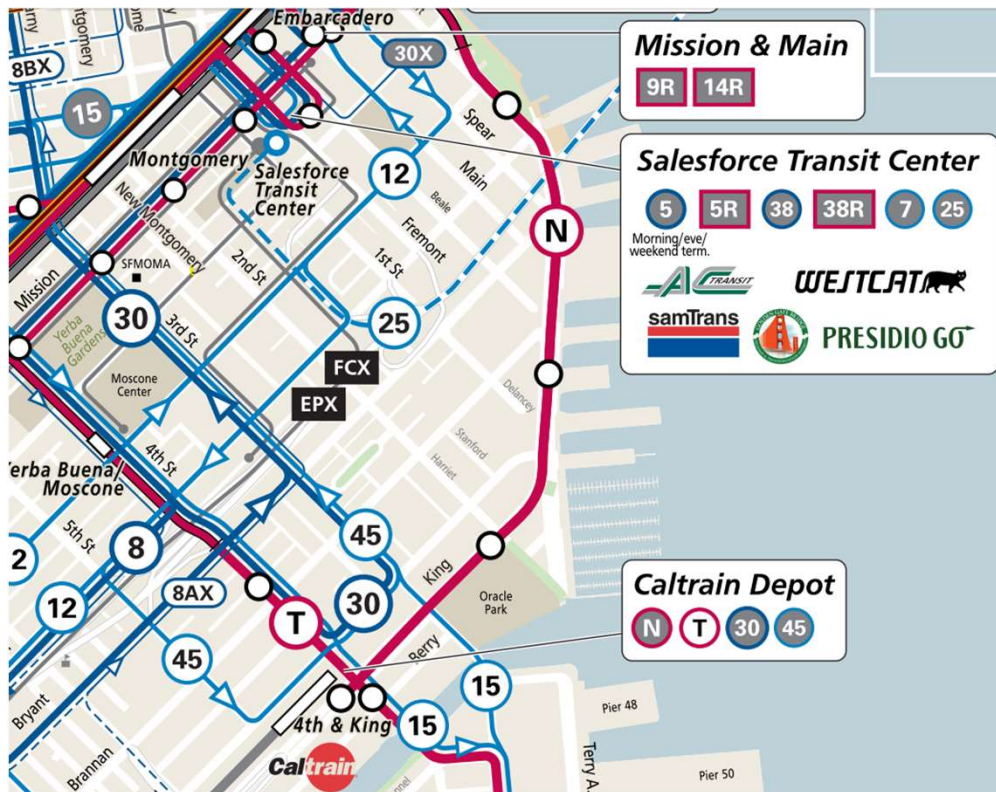 Embarcadero
30X
8BX
15
Montgomery
Montgomery
Salesforce
Transit
Center
12
Spear
Main
Beale
Fremont
1st St
2nd St
New Montgomery
SFMOMA
Mission
Yerba
Buena
Gardens
30
3rd St
Moscone
Center
25
FCX
EPX
N
Delancey
Stanford
Harriet
4th St
Yerba Buena/
Moscone
5th St
8
45
2
12
8AX
King
Oracle
Park
T
30
45
Berry
15
15
4th & King
Caltrain
Bryant
Brannan
Pier 48
Pier 50
Terry A.
Mission & Main
9R 14R
Salesforce Transit Center
5 5R 38 38R 7 25
Morning/eve/
weekend term.
AC TRANSIT
WESTCAT
samTrans
PRESIDIO GO
Caltrain Depot
N T 30 45